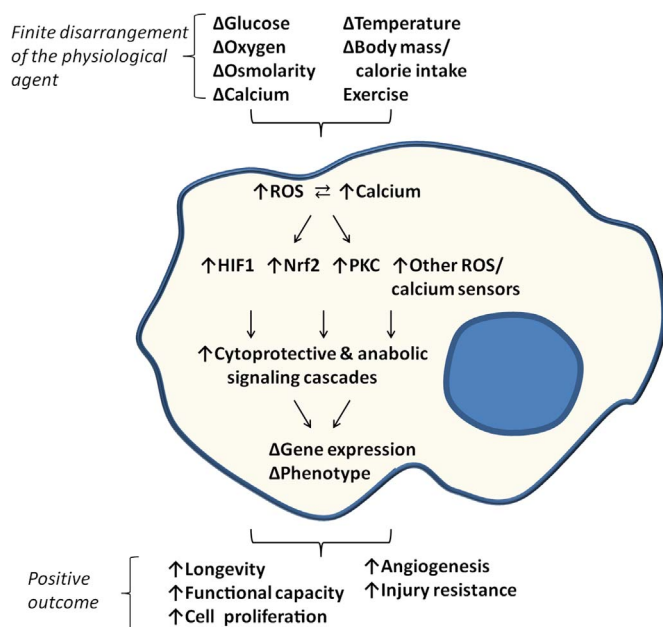 Finite disarrangement
of the physiological
agent
ΔGlucose
ΔOxygen
ΔOsmolarity
ΔCalcium
ΔTemperature
ΔBody mass/
calorie intake
Exercise
↑ROS ⇄ ↑Calcium
↑HIF1 ↑Nrf2 ↑PKC ↑Other ROS/
calcium sensors
↑Cytoprotective & anabolic
signaling cascades
ΔGene expression
ΔPhenotype
Positive
outcome
↑Longevity
↑Functional capacity
↑Cell proliferation
↑Angiogenesis
↑Injury resistance